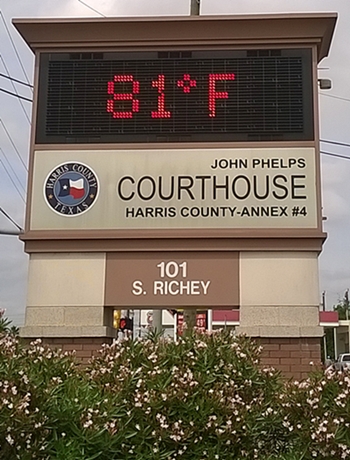 81°F
HARRIS COUNTY
TEXAS
JOHN PHELPS
COURTHOUSE
HARRIS COUNTY-ANNEX #4
101
S. RICHEY